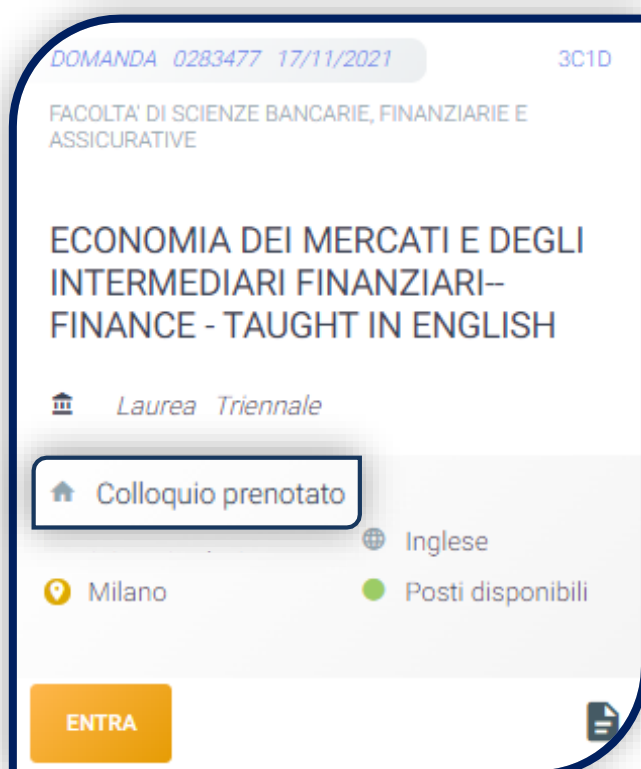 DOMANDA 0283477 17/11/2021 3C1D
FACOLTA' DI SCIENZE BANCARIE, FINANZIARIE E
ASSICURATIVE
ECONOMIA DEI MERCATI E DEGLI
INTERMEDIARI FINANZIARI--
FINANCE - TAUGHT IN ENGLISH
Laurea Triennale
Colloquio prenotato
Inglese
Milano
Posti disponibili
ENTRA